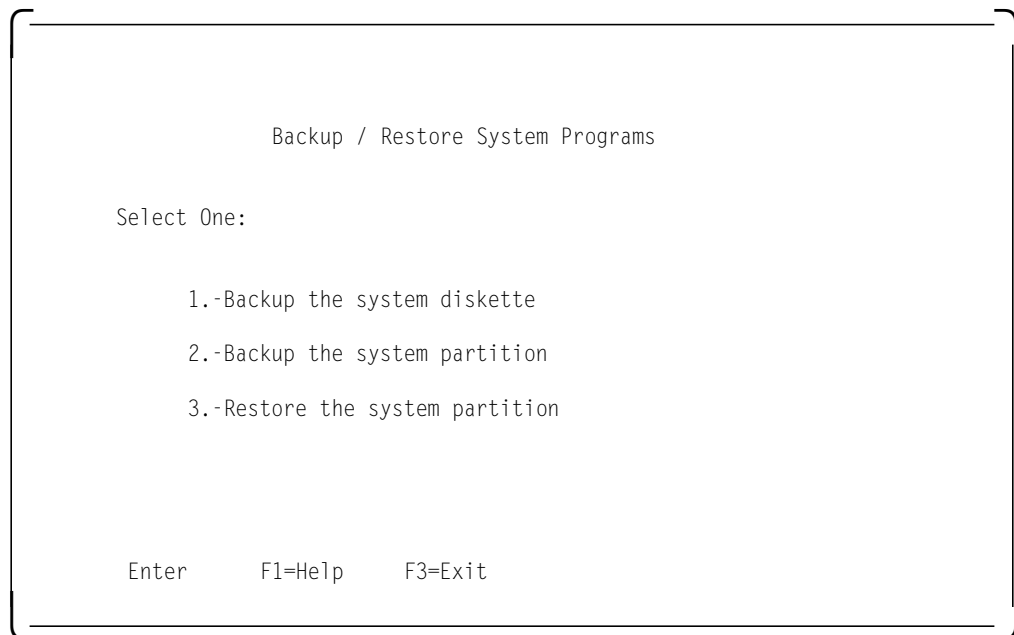 Backup / Restore System Programs
Select One:
1.-Backup the system diskette
2.-Backup the system partition
3.-Restore the system partition
Enter F1=Help F3=Exit